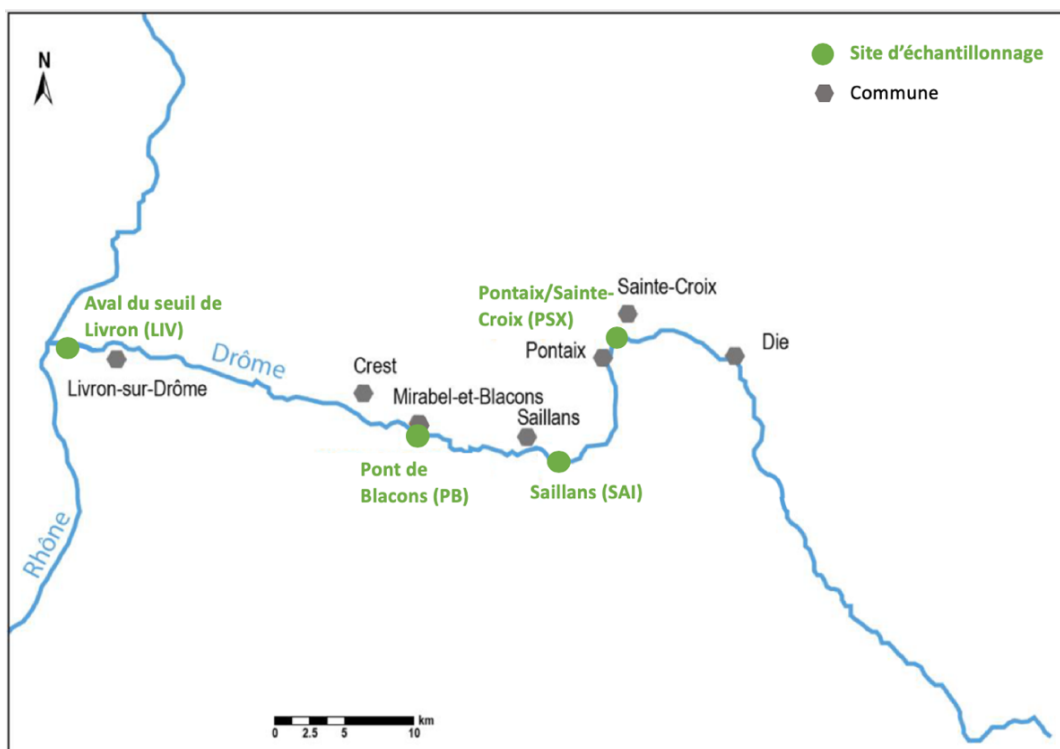 N
Site d'échantillonnage
Commune
Sainte-Croix
Pontaix/Sainte-
Croix (PSX)
Aval du seuil de
Livron (LIV)
Pontaix
Die
Drôme
Livron-sur-Drôme
Crest
Mirabel-et-Blacons
Saillans
Pont de
Blacons (PB)
Saillans (SAI)
Rhône
km
0 2.5 5 10